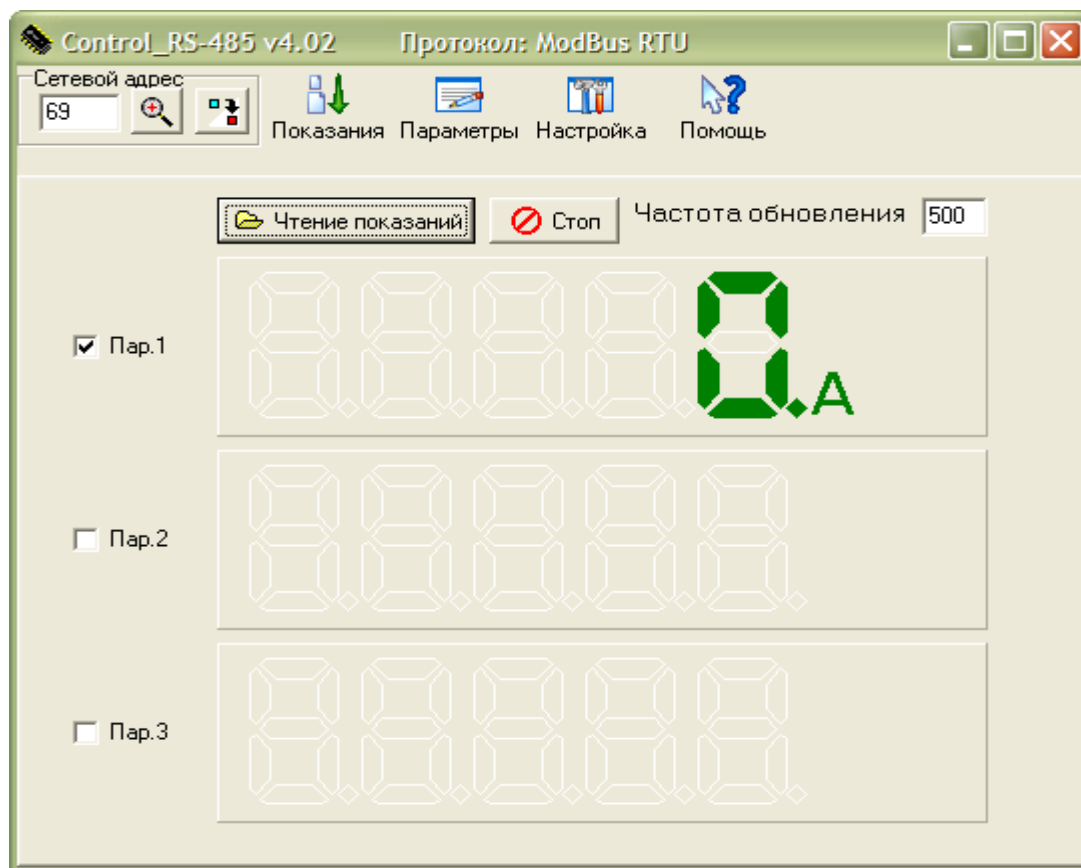 Control_RS-485 v4.02 Протокол: ModBus RTU
Сетевой адрес
69
Показания Параметры Настройка Помощь
Чтение показаний Стоп Частота обновления 500
Пар.1 0.A
Пар.2
Пар.3